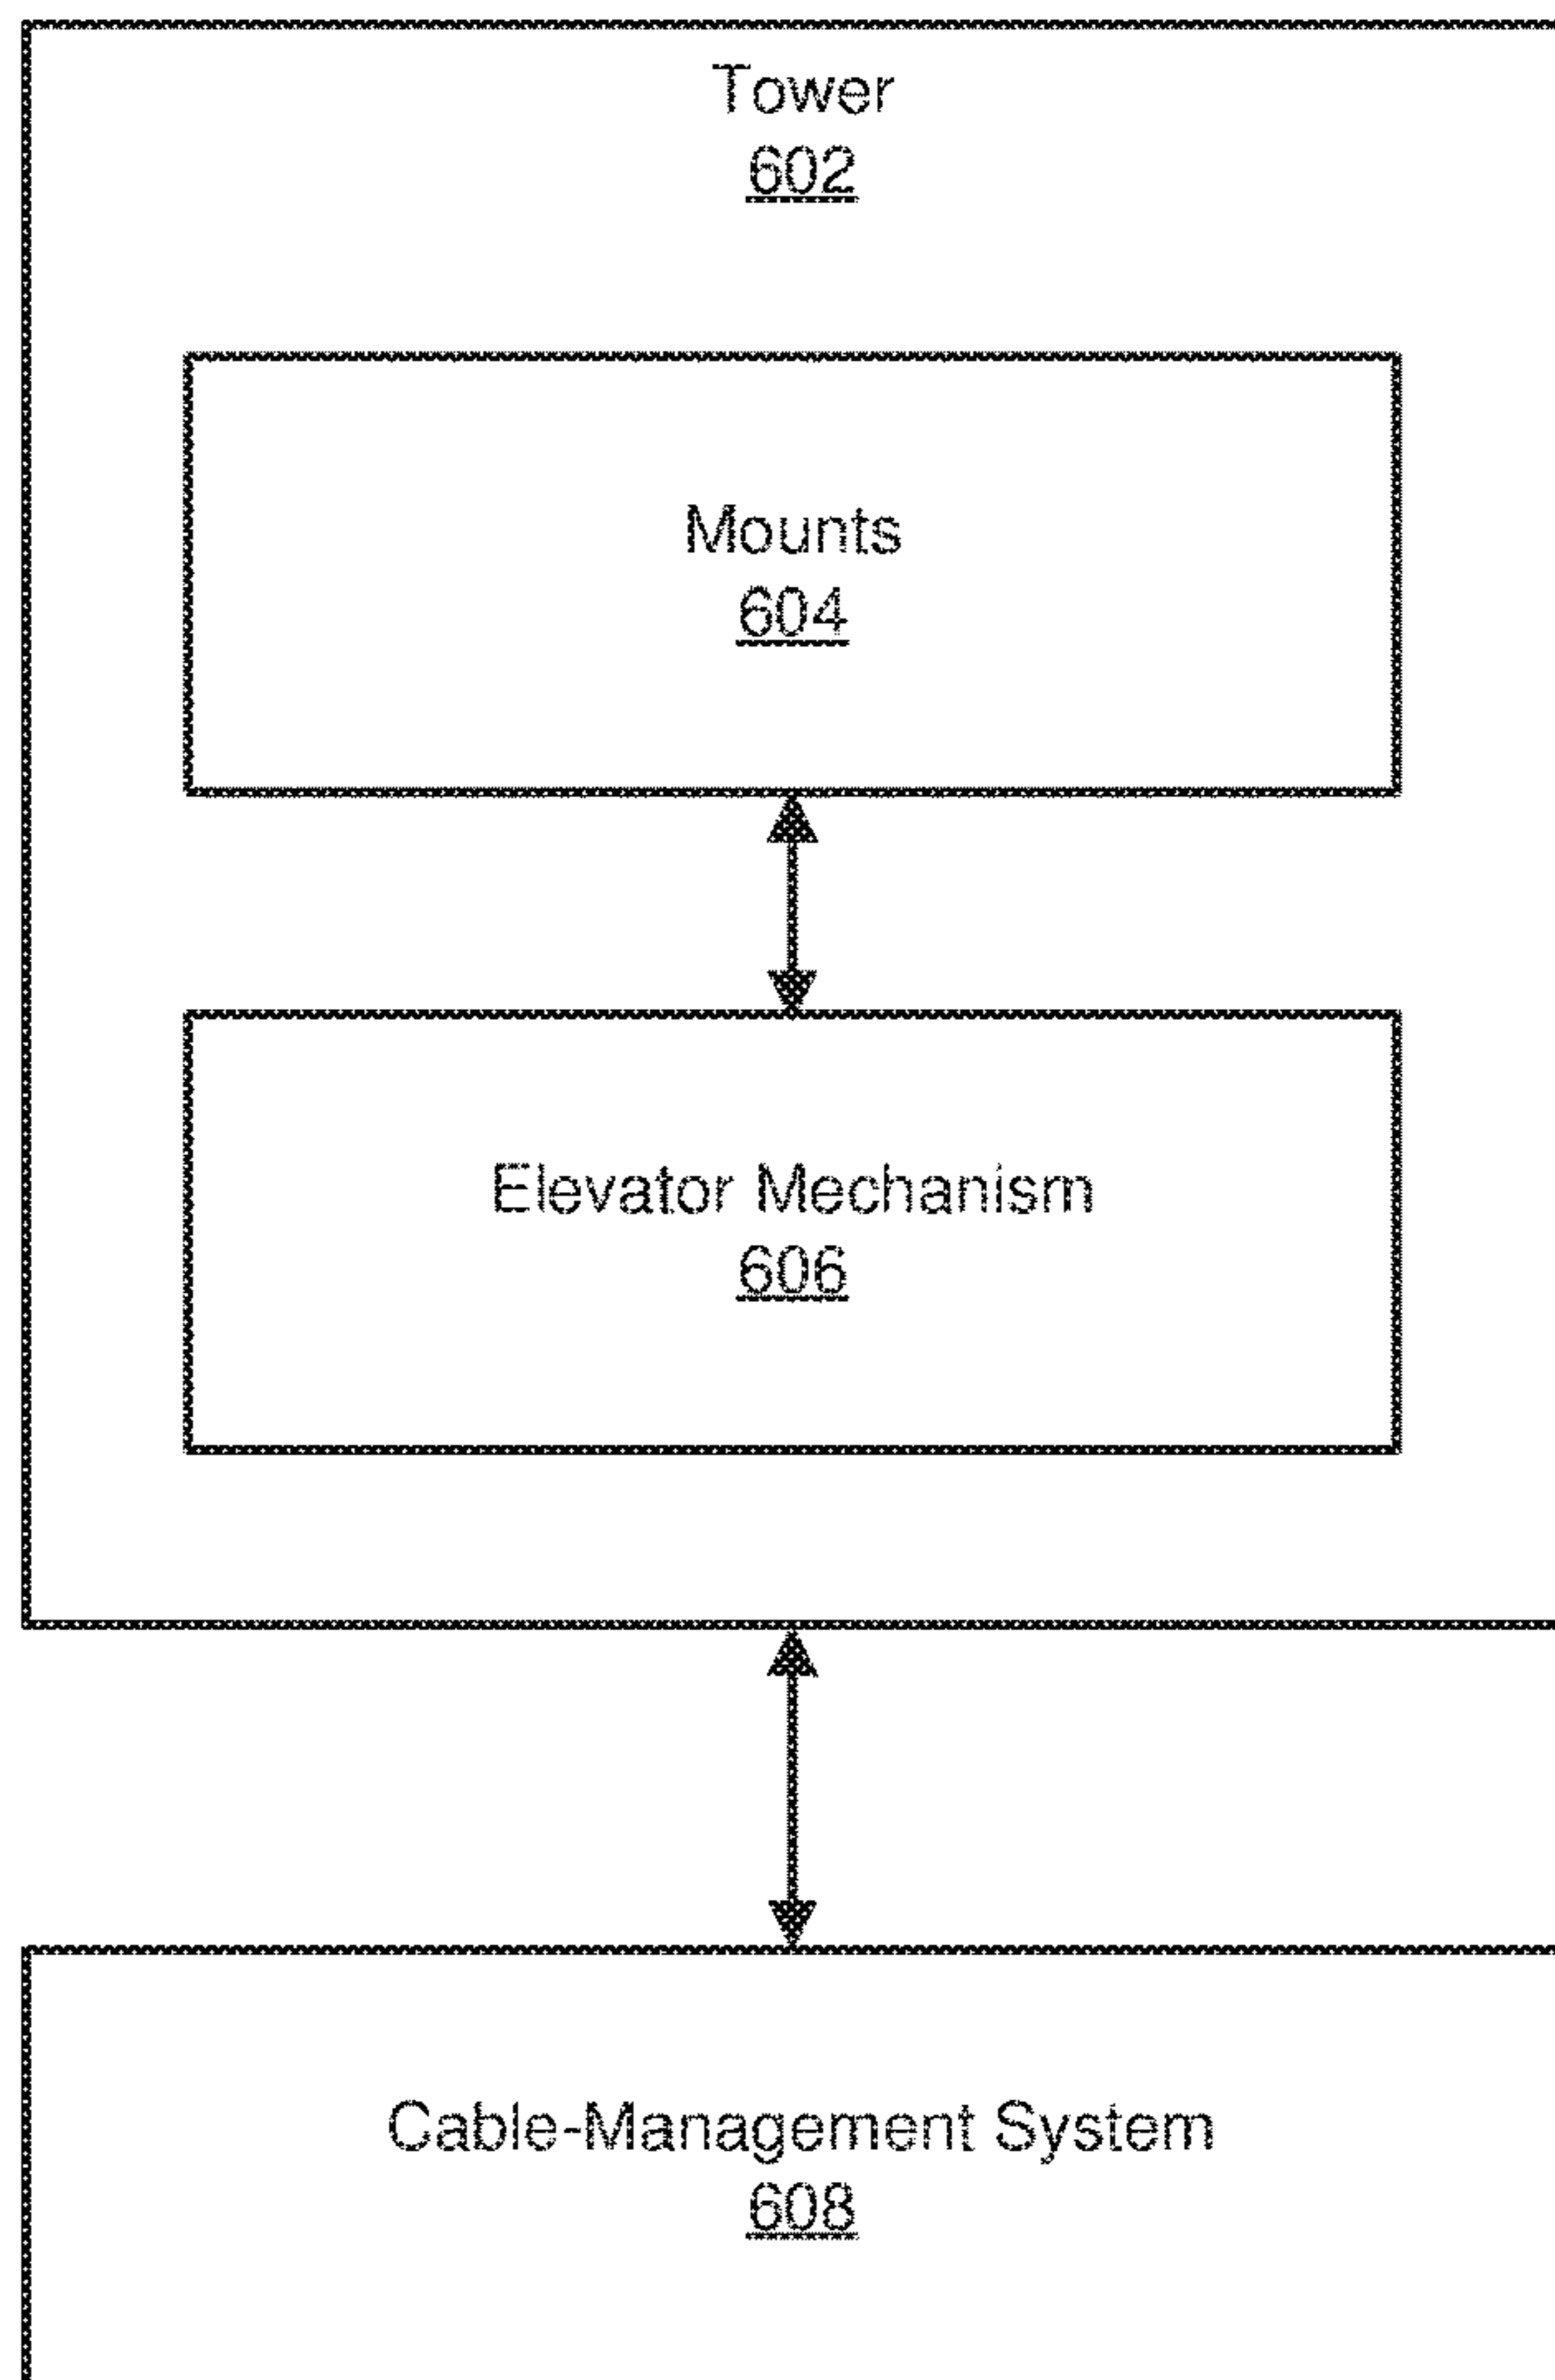 Tower
602
Mounts
604
Elevator Mechanism
606
Cable-Management System
608